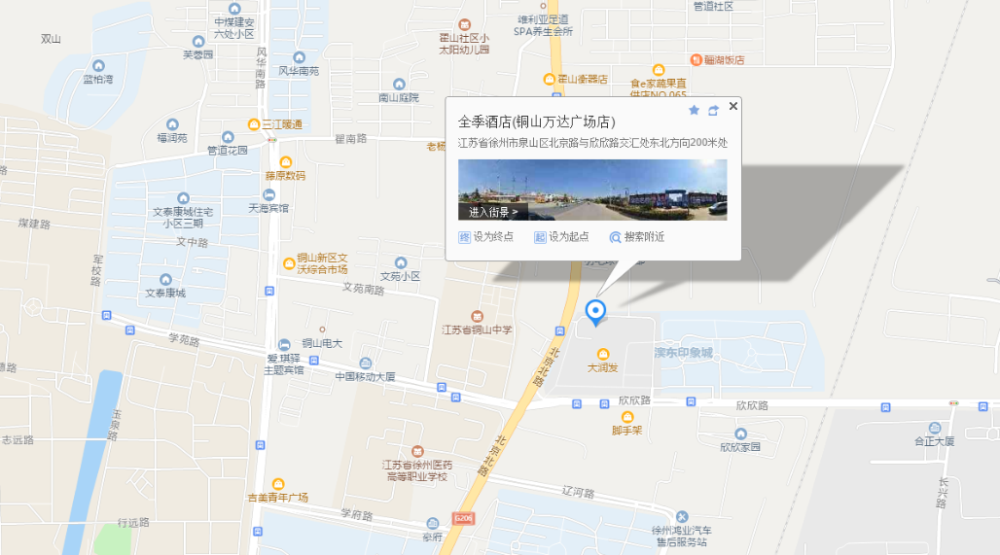 中煤建安
六处小区
双山
芙蓉园
风华南路
风华南苑
蓝柏湾
南山庭院
翟山社区小
太阳幼儿园
维利亚足道
SPA养生会所
管道社区
翟家衡器店
骊湖饭店
食e家蔬果直
供店NO.065
福润苑
三江暖通
管道花园
翟南路
老杨
藤原数码
天海宾馆
文泰康城住宅
小区三期
煤建路
文中路
军校路
铜山新区文
沃综合市场
文苑小区
文苑南路
文泰康城
全季酒店(铜山万达广场店)
江苏省徐州市泉山区北京路与欣欣路交汇处东北方向200米处
进入街景 >
终 设为终点
起 设为起点
搜索附近
江苏省铜山中学
学苑路
铜山电大
爱.琪驿
主题宾馆
中国移动大厦
北京北路
大润发
滨东印象城
欣欣路
欣欣路
脚手架
欣欣家园
合正大厦
玉泉路
志远路
江苏省徐州医药
高等职业学校
北京北路
辽河路
长兴路
吉美青年广场
学府路
G206
豪府
行远路
徐州鸿业汽车
售后服务站